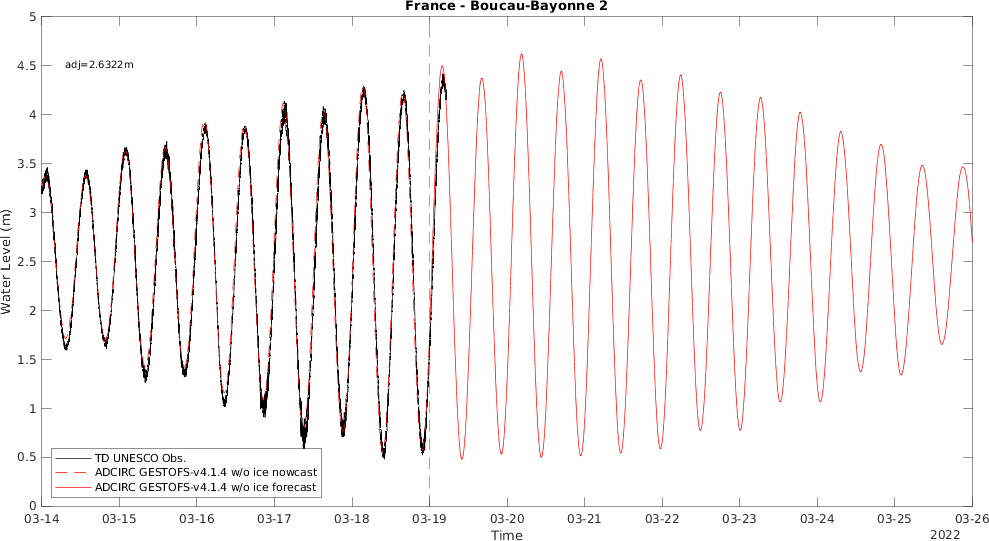 France - Boucau-Bayonne 2
adj=2.6322m
5
4.5
4
3.5
3
2.5
2
1.5
1
0.5
0
Water Level (m)
TD UNESCO Obs.
ADCIRC GESTOFS-v4.1.4 w/o ice nowcast
ADCIRC GESTOFS-v4.1.4 w/o ice forecast
03-14 03-15 03-16 03-17 03-18 03-19 03-20 03-21 03-22 03-23 03-24 03-25 03-26
Time
2022